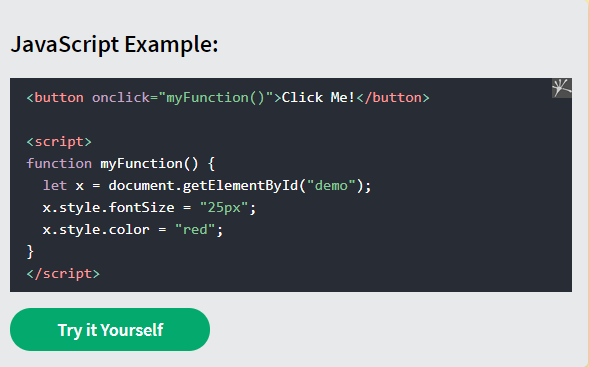 JavaScript Example:
<button onclick="myFunction()">Click Me!</button>

<script>
function myFunction() {
  let x = document.getElementById("demo");
  x.style.fontSize = "25px";
  x.style.color = "red";
}
</script>
Try it Yourself